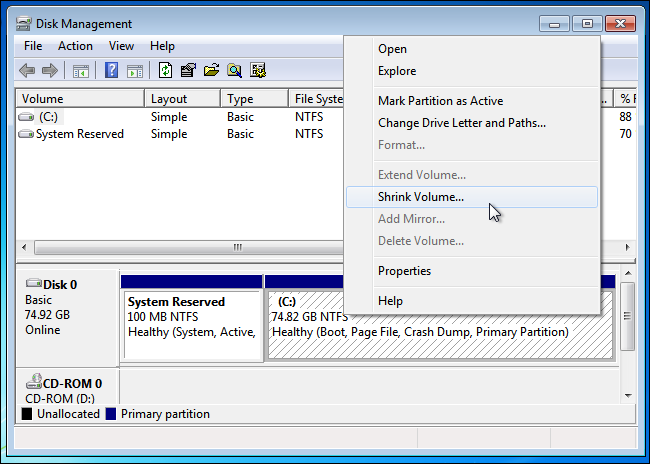 Disk Management
File Action View Help
Volume Layout Type File Syste % F
(C:) Simple Basic NTFS 88
System Reserved Simple Basic NTFS 70
Open
Explore
Mark Partition as Active
Change Drive Letter and Paths...
Format...
Extend Volume...
Shrink Volume...
Add Mirror...
Delete Volume...
Properties
Help
Disk 0
Basic
74.92 GB
Online
System Reserved
100 MB NTFS
Healthy (System, Active,
(C:)
74.82 GB NTFS
Healthy (Boot, Page File, Crash Dump, Primary Partition)
CD-ROM 0
CD-ROM (D:)
Unallocated Primary partition